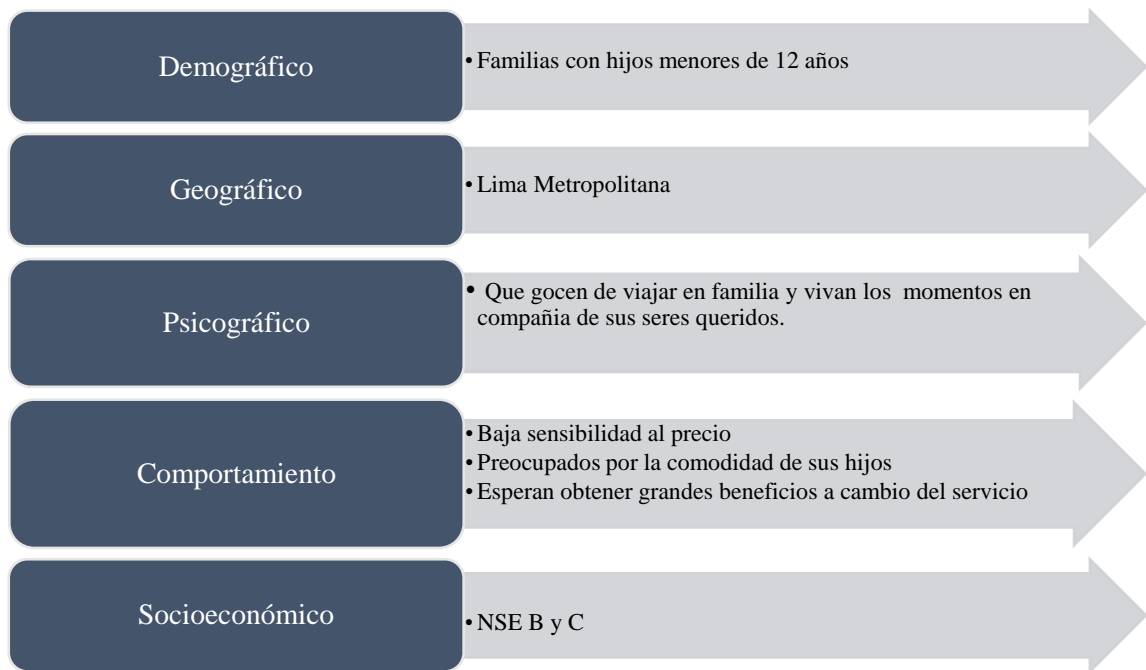 Demográfico
• Familias con hijos menores de 12 años
Geográfico
• Lima Metropolitana
Psicográfico
• Que gocen de viajar en familia y vivan los momentos en
compañia de sus seres queridos.
Comportamiento
• Baja sensibilidad al precio
• Preocupados por la comodidad de sus hijos
• Esperan obtener grandes beneficios a cambio del servicio
Socioeconómico
• NSE B y C